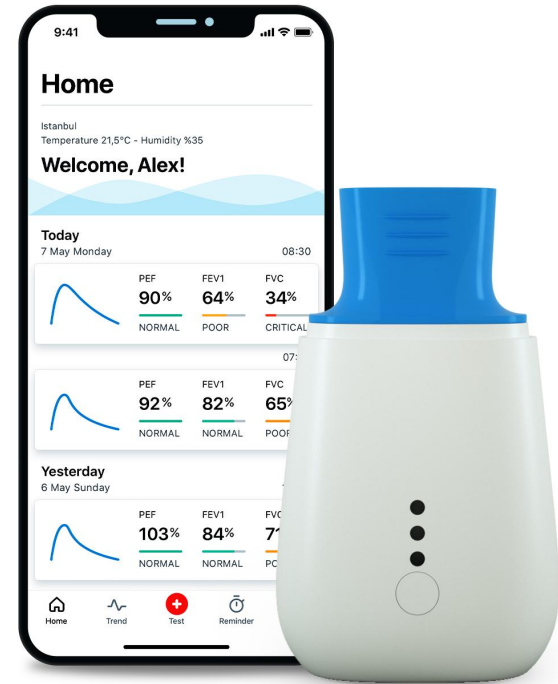 9:41
Home
Istanbul
Temperature 21,5°C - Humidity %35
Welcome, Alex!
Today
7 May Monday 08:30
PEF FEV1 FVC
90% 64% 34%
NORMAL POOR CRITICAL
PEF FEV1 FVC
92% 82% 65%
NORMAL NORMAL POOR
Yesterday
6 May Sunday
PEF FEV1
103% 84%
NORMAL NORMAL
Home Trend Test Reminder